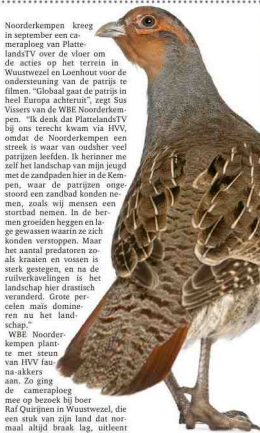 Noorderkempen kreeg
in september een ca-
meraploeg van Platte-
landsTV over de vloer om
de acties op het terrein in
Wuustwezel en Loenhout voor de
ondersteuning van de patrijs te
filmen. “Globaal gaat de patrijs in
heel Europa achteruit”, zegt Sus
Vissers van de WBE Noorderkem-
pen. “Ik denk dat PlattelandsTV
bij ons terecht kwam via HVV,
omdat de Noorderkempen een
streek is waar van oudsher veel
patrijzen leefden. Ik herinner me
zelf het landschap van mijn jeugd
met de zandpaden hier in de Kem-
pen, waar de patrijzen onge-
stoord een zandbad konden ne-
men, zoals wij mensen een
stortbad nemen. In de ber-
men groeiden heggen en la-
ge gewassen waarin ze zich
konden verstoppen. Maar
het aantal predatoren zo-
als kraaien en vossen is
sterk gestegen, en na de
ruilverkavelingen is het
landschap hier drastisch
veranderd. Grote per-
celen maïs domine-
ren nu het land-
schap.”
WBE Noorder-
kempen plant-
te met steun
van HVV fau-
na-akkers
aan. Zo ging
de cameraploeg
mee op bezoek bij boer
Raf Quirijnen in Wuustwezel, die
een stuk van zijn land dat nor-
maal altijd braak lag, uitleent